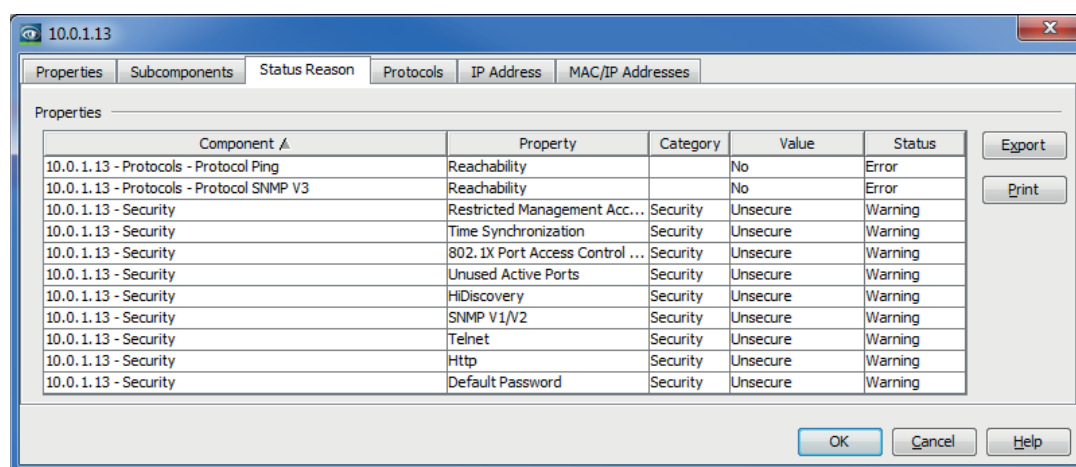 10.0.1.13
Properties Subcomponents Status Reason Protocols IP Address MAC/IP Addresses
Properties
Component Property Category Value Status
10.0.1.13 - Protocols - Protocol Ping Reachability No Error
10.0.1.13 - Protocols - Protocol SNMP V3 Reachability No Error
10.0.1.13 - Security Restricted Management Acc... Security Unsecure Warning
10.0.1.13 - Security Time Synchronization Security Unsecure Warning
10.0.1.13 - Security 802.1X Port Access Control ... Security Unsecure Warning
10.0.1.13 - Security Unused Active Ports Security Unsecure Warning
10.0.1.13 - Security HiDiscovery Security Unsecure Warning
10.0.1.13 - Security SNMP V1/V2 Security Unsecure Warning
10.0.1.13 - Security Telnet Security Unsecure Warning
10.0.1.13 - Security Http Security Unsecure Warning
10.0.1.13 - Security Default Password Security Unsecure Warning
Export
Print
OK Cancel Help